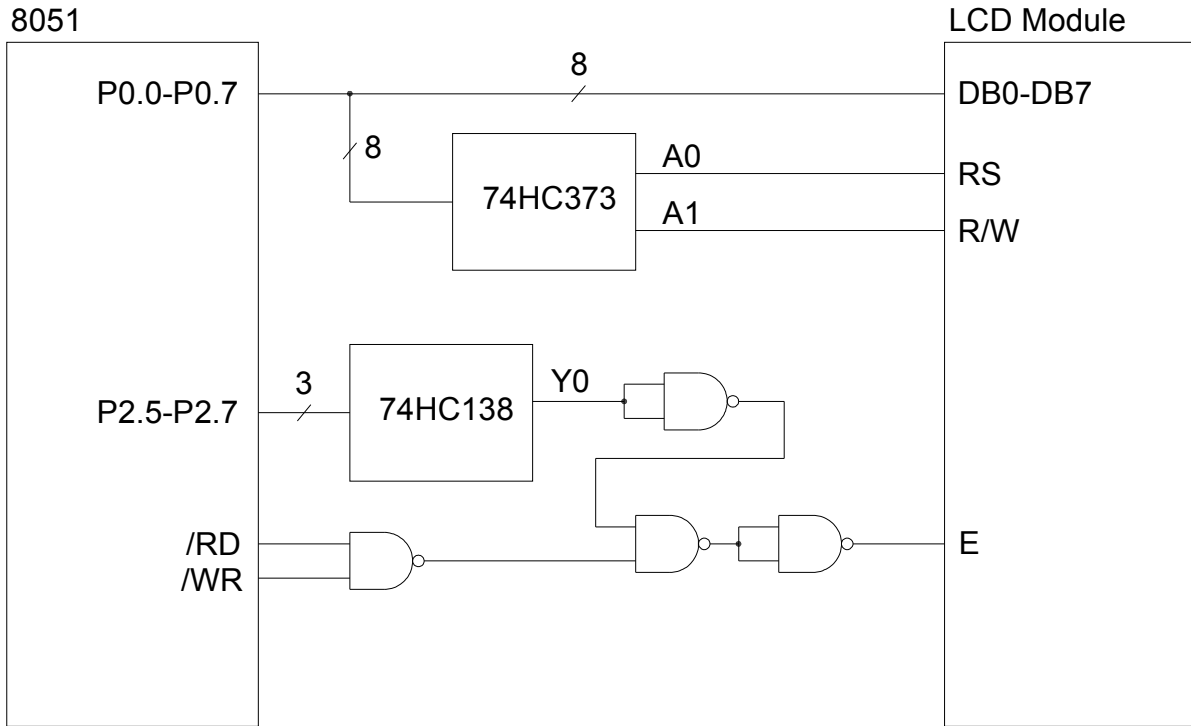 8051
LCD Module
P0.0-P0.7
8
DB0-DB7
8
74HC373
A0
RS
A1
R/W
P2.5-P2.7
3
74HC138
Y0
/RD
/WR
E